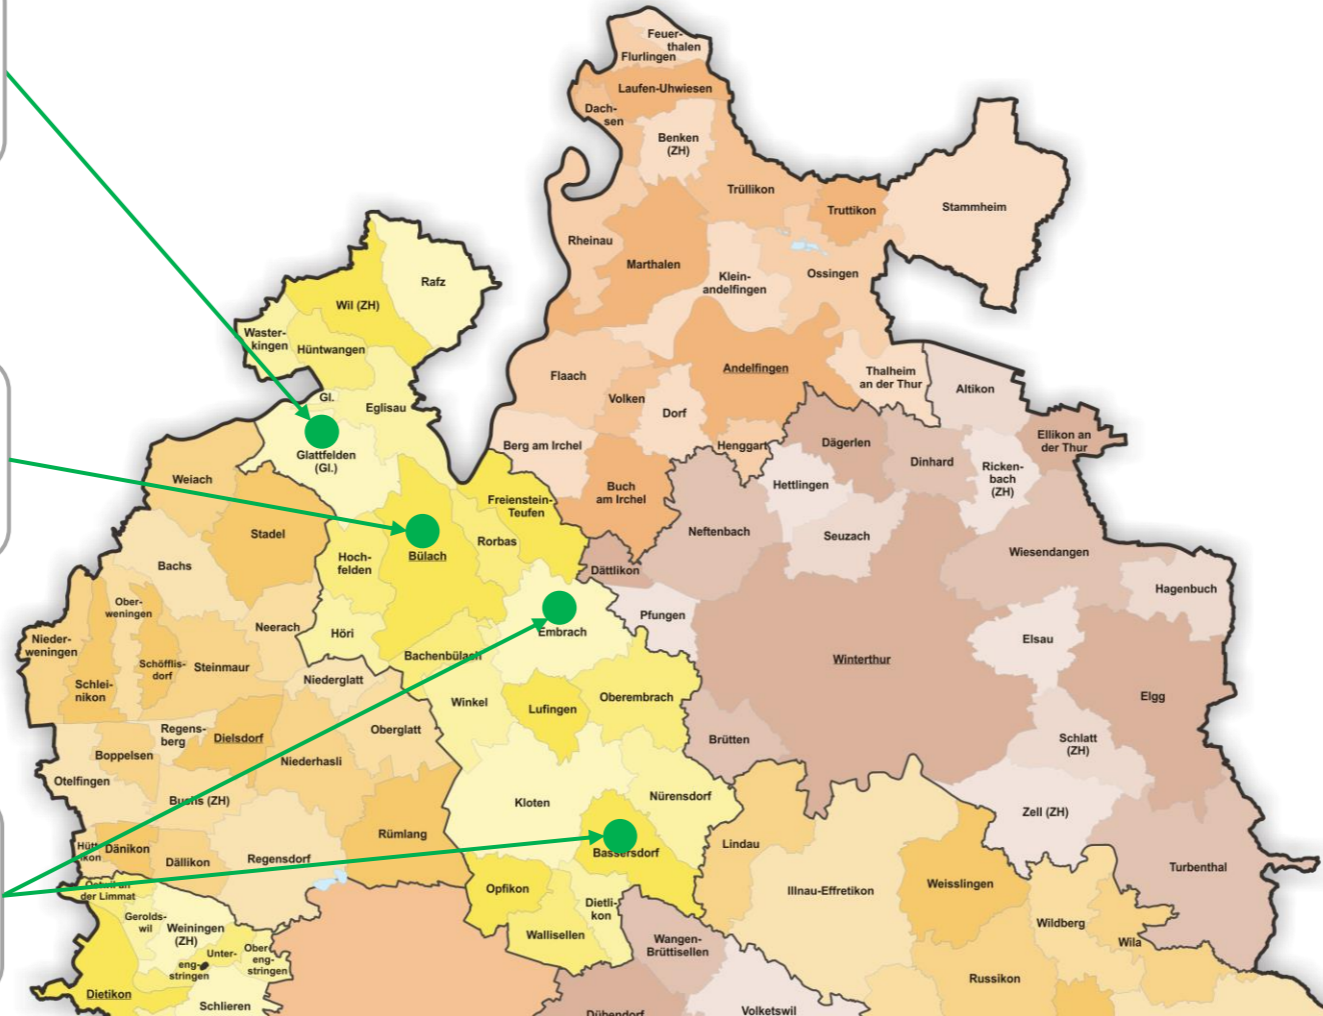 Feuer-
thalen
Flurlingen
Laufen-Uhwiesen
Dach-
sen
Benken
(ZH)
Trüllikon
Truttikon
Stammheim
Rheinau
Marthalen
Klein-
andelfingen
Ossingen
Rafz
Wil (ZH)
Waster-
kingen
Hüntwangen
Gl.
Eglisau
Glattfelden
(Gl.)
Flaach
Volken
Dorf
Andelfingen
Thalheim
an der Thur
Altikon
Berg am Irchel
Henggart
Dägerlen
Dinhard
Ellikon an
der Thur
Ricken-
bach
(ZH)
Hettlingen
Buch
am Irchel
Weiach
Stadel
Freienstein-
Teufen
Rorbas
Neftenbach
Seuzach
Wiesendangen
Hagenbuch
Bülach
Hoch-
felden
Bachs
Dättlikon
Ober-
weningen
Neerach
Höri
Embrach
Pfungen
Elsau
Nieder-
weningen
Schöfflis-
dorf
Steinmaur
Bachenbülach
Winterthur
Schlei-
nikon
Niederglatt
Winkel
Lufingen
Oberembrach
Elgg
Regens-
berg
Dielsdorf
Oberglatt
Brütten
Schlatt
(ZH)
Boppelsen
Niederhasli
Otelfingen
Buchs (ZH)
Kloten
Nürensdorf
Zell (ZH)
Hütt-
ikon
Dänikon
Dällikon
Regensdorf
Rümlang
Bassersdorf
Lindau
Turbenthal
der Limmat
Opfikon
Dietli-
kon
Illnau-Effretikon
Weisslingen
Gerolds-
wil
Weiningen
(ZH)
Wallisellen
Wildberg
Wila
Unter-
eng-
stringen
Ober-
eng-
stringen
Wangen-
Brüttisellen
Russikon
Dietikon
Schlieren
Dübendorf
Volketswil